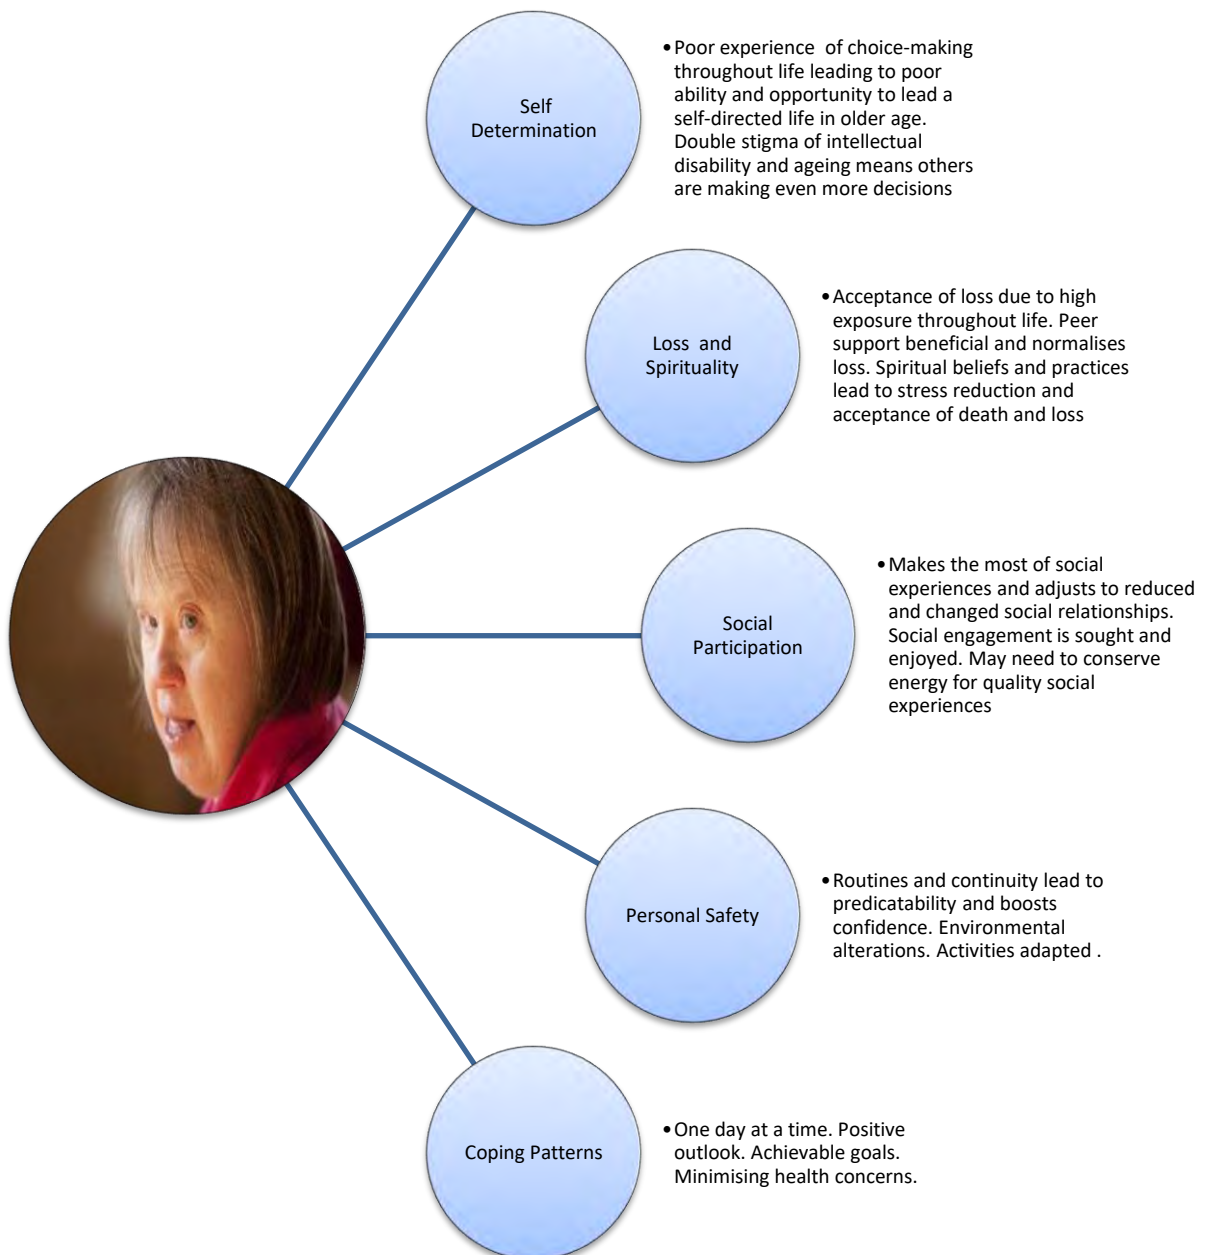 Self
Determination
•Poor experience  of choice-making
throughout life leading to poor
ability and opportunity to lead a
self-directed life in older age.
Double stigma of intellectual
disability and ageing means others
are making even more decisions
Loss  and
Spirituality
•Acceptance of loss due to high
exposure throughout life. Peer
support beneficial and normalises
loss. Spiritual beliefs and practices
lead to stress reduction and
acceptance of death and loss
Social
Participation
•Makes the most of social
experiences and adjusts to reduced
and changed social relationships.
Social engagement is sought and
enjoyed. May need to conserve
energy for quality social
experiences
Personal Safety
•Routines and continuity lead to
predicatability and boosts
confidence. Environmental
alterations. Activities adapted .
Coping Patterns
•One day at a time. Positive
outlook. Achievable goals.
Minimising health concerns.